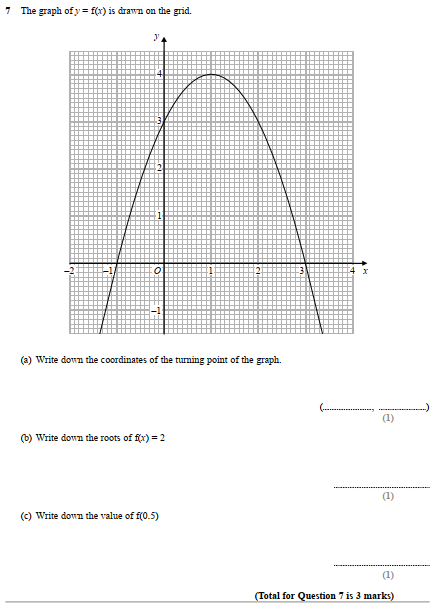 7 The graph of y = f(x) is drawn on the grid.
y
4
3
2
1
–2 –1 O 1 2 3 4 x
–1
(a) Write down the coordinates of the turning point of the graph.
(.............................. , ..............................)
(1)
(b) Write down the roots of f(x) = 2
..............................................................
(1)
(c) Write down the value of f(0.5)
..............................................................
(1)
(Total for Question 7 is 3 marks)